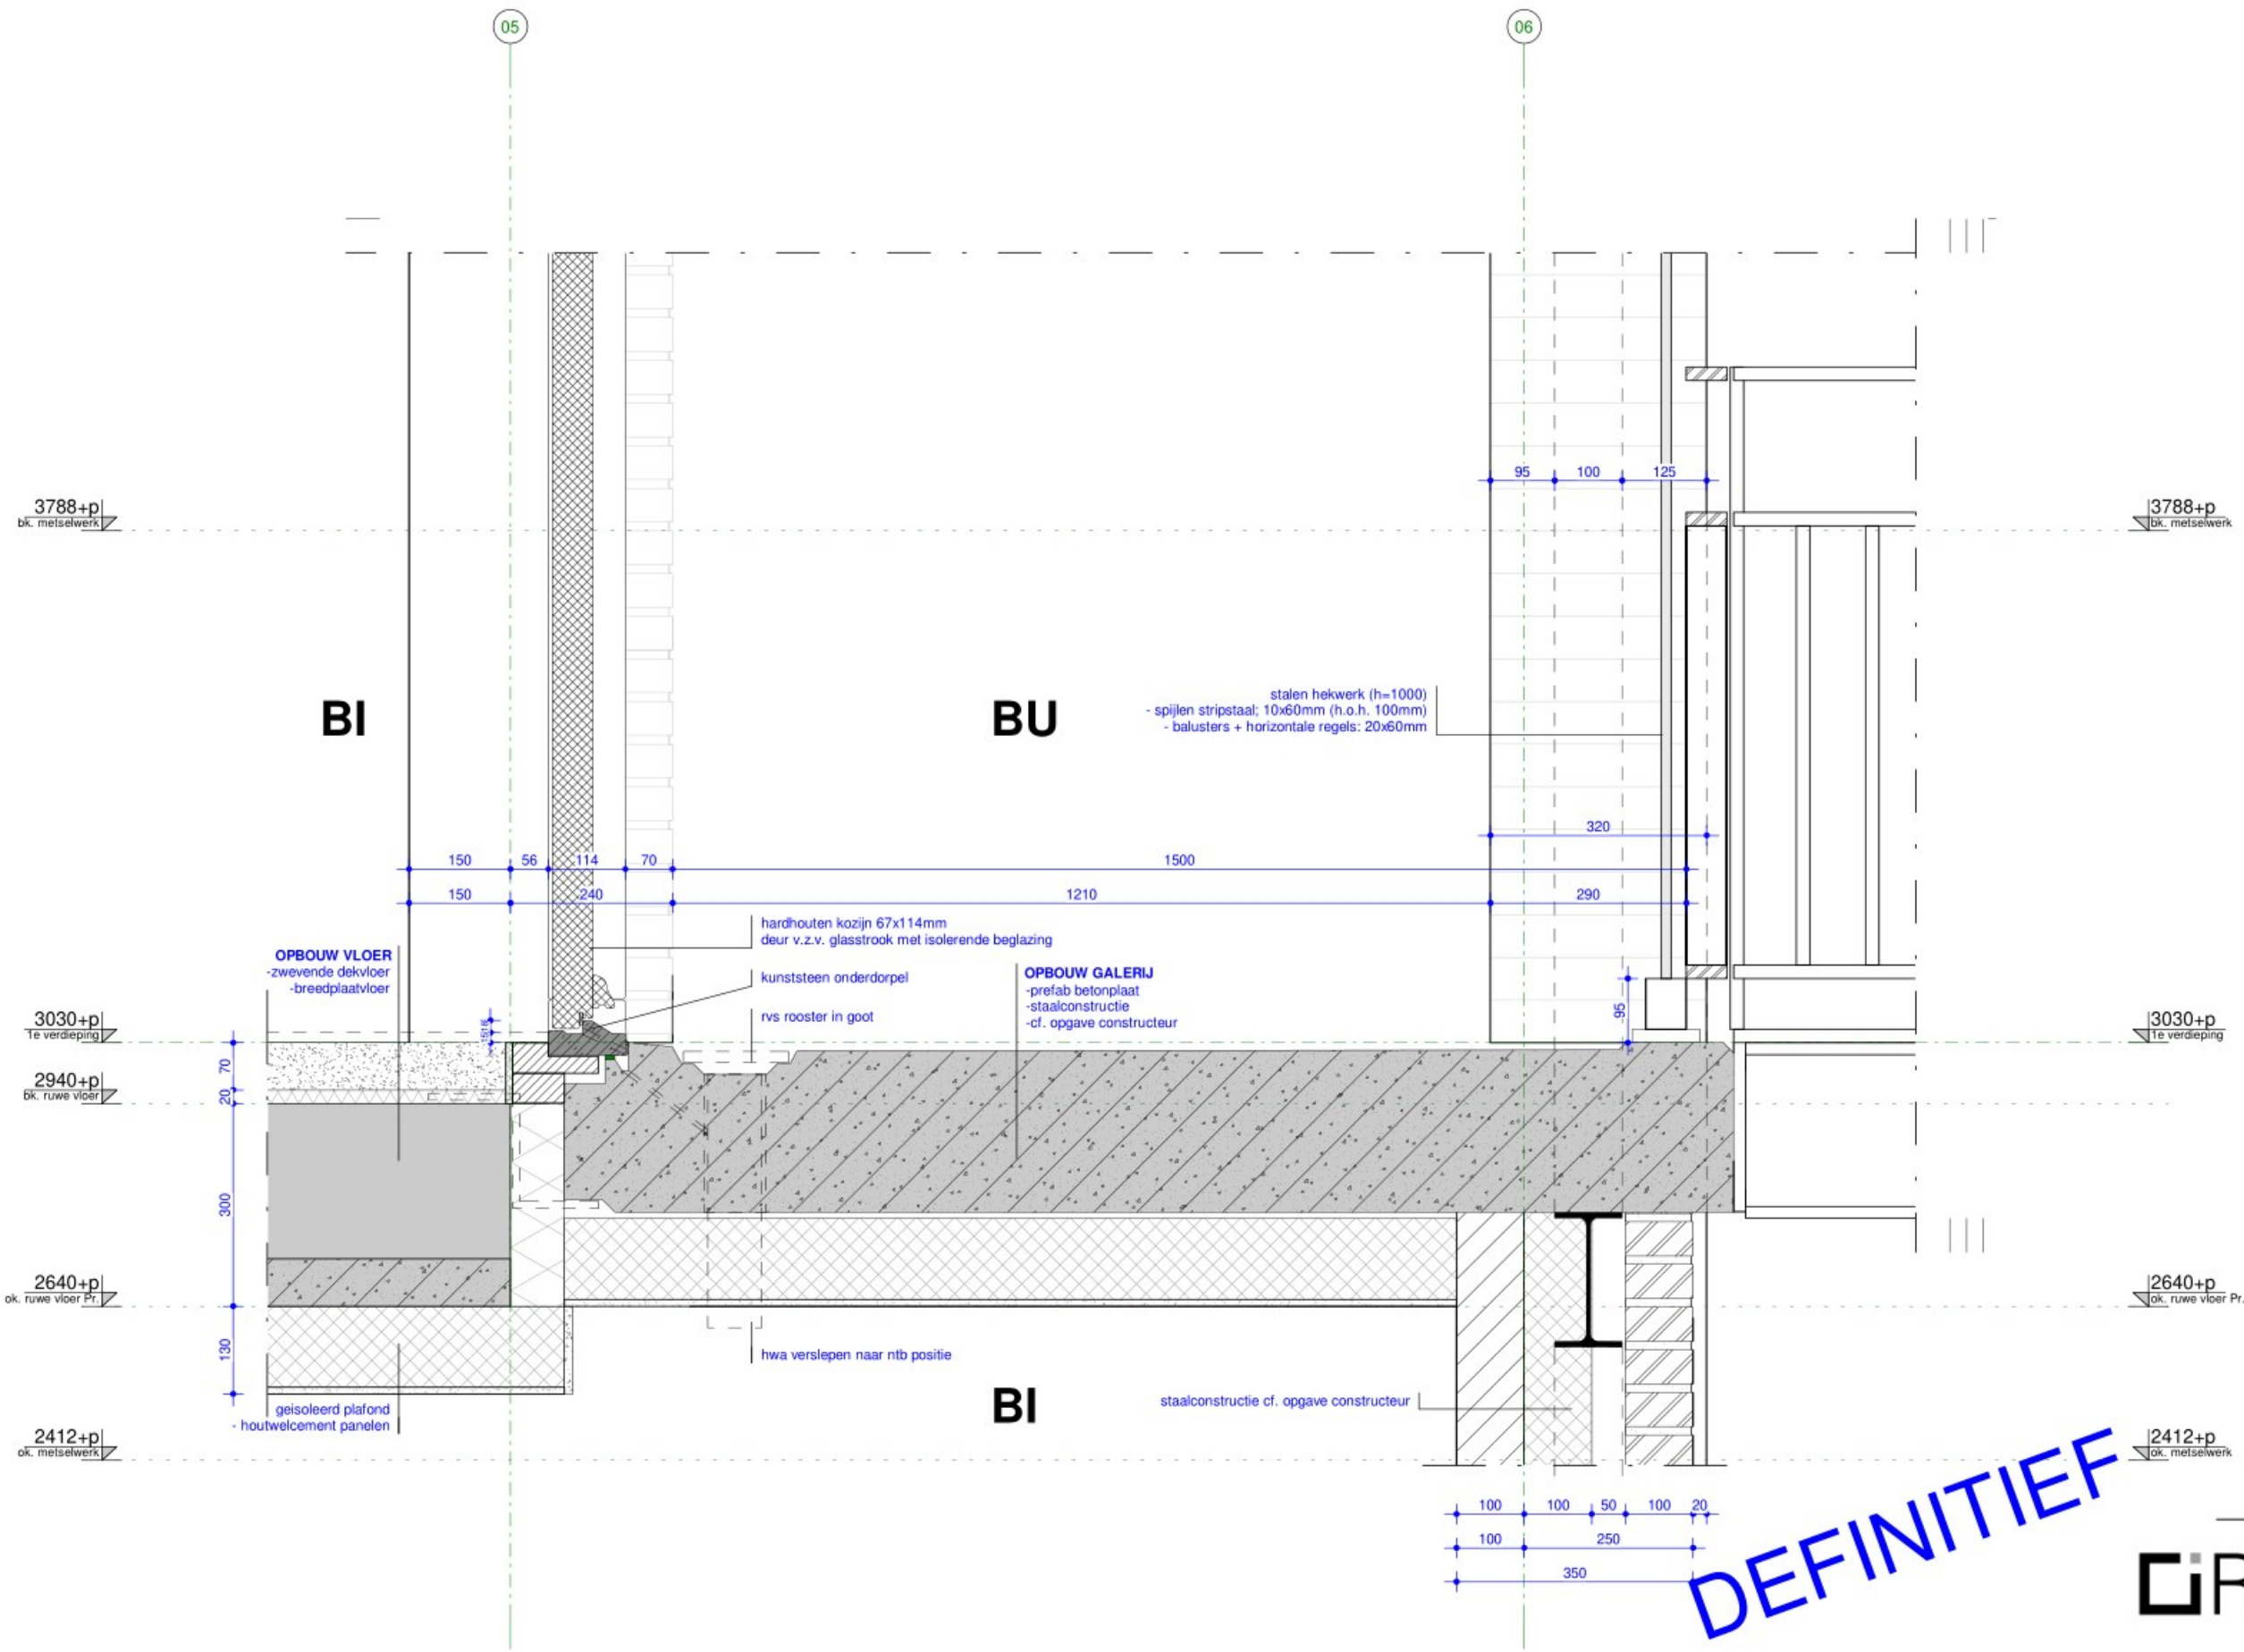 05
06
3788+p
bk. metselwerk
3788+p
bk. metselwerk
95
100
125
BI
BU
stalen hekwerk (h=1000)
- spijlen stripstaal; 10x60mm (h.o.h. 100mm)
- balusters + horizontale regels: 20x60mm
320
150
56
114
70
1500
150
240
1210
290
hardhouten kozijn 67x114mm
deur v.z.v. glasstrook met isolerende beglazing
OPBOUW VLOER
-zwevende dekvloer
-breedplaatvloer
kunststeen onderdorpel
OPBOUW GALERIJ
-prefab betonplaat
-staalconstructie
-cf. opgave constructeur
rvs rooster in goot
95
3030+p
1e verdieping
3030+p
1e verdieping
70
2940+p
bk. ruwe vloer
20
300
2640+p
ok. ruwe vloer Pr.
2640+p
ok. ruwe vloer Pr.
130
hwa verslepen naar ntb positie
BI
staalconstructie cf. opgave constructeur
geisoleerd plafond
- houtwelcement panelen
2412+p
ok. metselwerk
2412+p
ok. metselwerk
100
100
50
100
20
100
250
350
DEFINITIEF